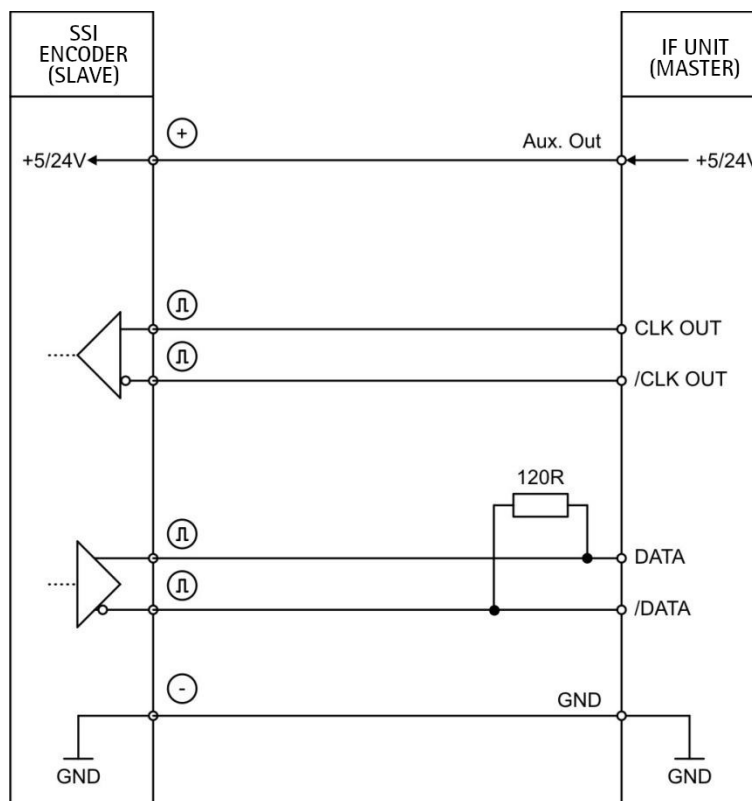 SSI
ENCODER
(SLAVE)
IF UNIT
(MASTER)
+
Aux. Out
+5/24V
+5/24V
CLK OUT
/CLK OUT
120R
DATA
/DATA
-
GND
GND
GND